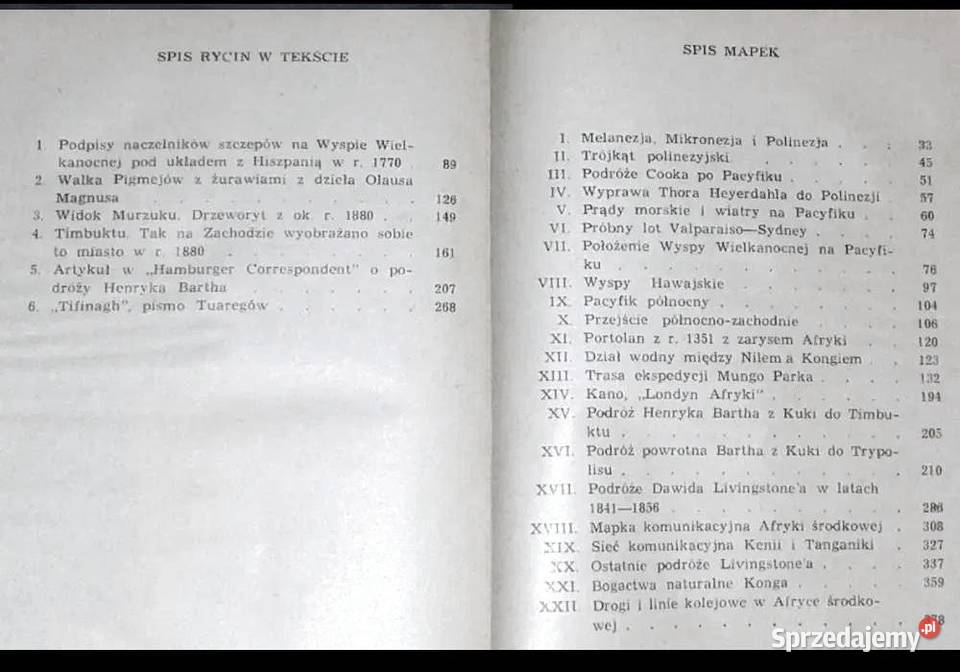 SPIS RYCIN W TEKŚCIE
1. Podpisy naczelników szczepów na Wyspie Wiel-
kanocnej pod układem z Hiszpanią w r. 1770 . 89
2. Walka Pigmejów z żurawiami z dzieła Olausa
Magnusa . . . . . . . . . . 126
3. Widok Murzuku. Drzeworyt z ok. r. 1880 . . 149
4. Timbuktu. Tak na Zachodzie wyobrażano sobie
to miasto w r. 1880 . . . . . . . 161
5. Artykuł w „Hamburger Correspondent" o po-
dróży Henryka Bartha . . . . . . 207
6. „Tifinagh", pismo Tuaregów . . . . . 268
SPIS MAPEK
I. Melanezja, Mikronezja i Polinezja . . . 33
II. Trójkąt polinezyjski . . . . . 45
III. Podróże Cooka po Pacyfiku . . . . 51
IV. Wyprawa Thora Heyerdahla do Polinezji 57
V. Prądy morskie i wiatry na Pacyfiku . . 60
VI. Próbny lot Valparaiso—Sydney . . . 74
VII. Położenie Wyspy Wielkanocnej na Pacyfi-
ku . . . . . . . . . 76
VIII. Wyspy Hawajskie . . . . . 97
IX. Pacyfik północny . . . . . 104
X. Przejście północno-zachodnie . . . 106
XI. Portolan z r. 1351 z zarysem Afryki . . 120
XII. Dział wodny między Nilem a Kongiem . . 123
XIII. Trasa ekspedycji Mungo Parka . . . 132
XIV. Kano, „Londyn Afryki" . . . . . 194
XV. Podróż Henryka Bartha z Kuki do Timbu-
ktu . . . . . . . . . 205
XVI. Podróż powrotna Bartha z Kuki do Trypo-
lisu . . . . . . . . . 210
XVII. Podróże Dawida Livingstone'a w latach
1841—1856 . . . . . . . 286
XVIII. Mapka komunikacyjna Afryki środkowej . 308
XIX. Sieć komunikacyjna Kenii i Tanganiki . 327
XX. Ostatnie podróże Livingstone'a . . . . 337
XXI. Bogactwa naturalne Konga . . . . 359
XXII. Drogi i linie kolejowe w Afryce środko-
wej . . . . . . . . .
Sprzedajemy .pl